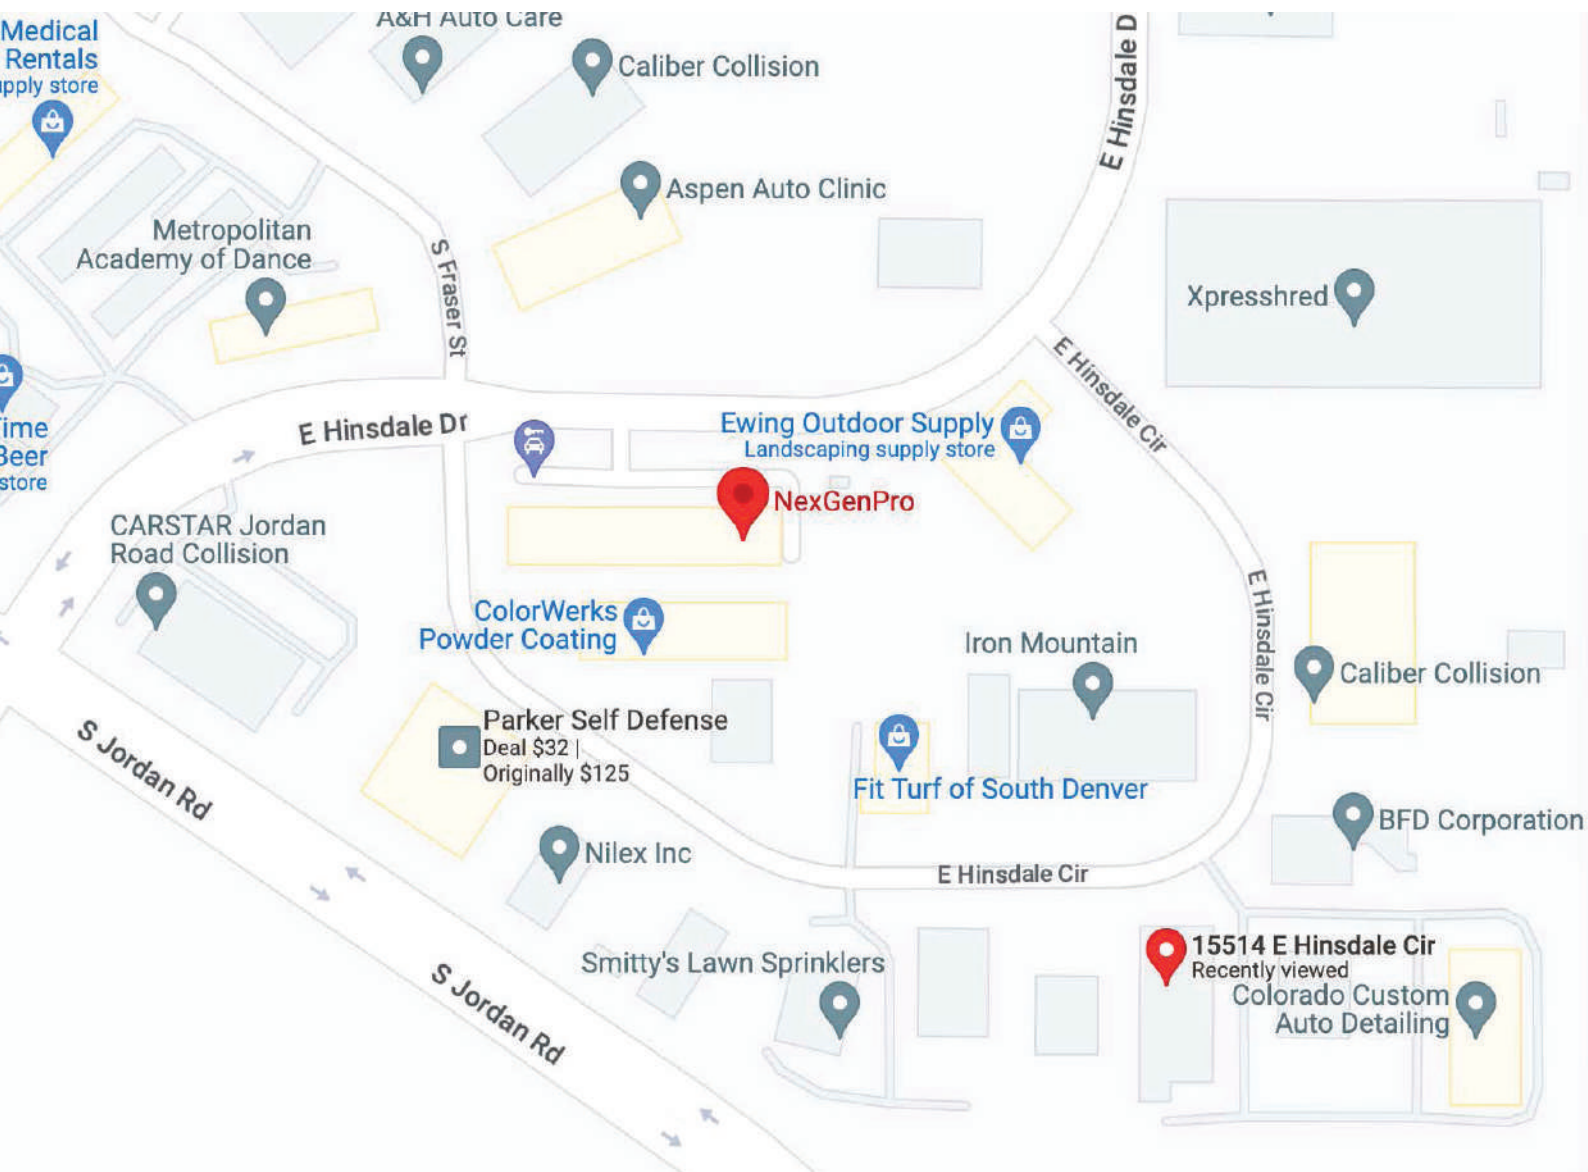 Medical
Rentals
upply store
A&H Auto Care
Caliber Collision
E Hinsdale D
Aspen Auto Clinic
Metropolitan
Academy of Dance
S Fraser St
Xpresshred
E Hinsdale Cir
E Hinsdale Dr
Ewing Outdoor Supply
Landscaping supply store
ime
Beer
store
NexGenPro
CARSTAR Jordan
Road Collision
E Hinsdale Cir
ColorWerks
Powder Coating
Iron Mountain
Caliber Collision
Parker Self Defense
Deal $32 |
Originally $125
S Jordan Rd
Fit Turf of South Denver
BFD Corporation
Nilex Inc
E Hinsdale Cir
Smitty's Lawn Sprinklers
15514 E Hinsdale Cir
Recently viewed
Colorado Custom
Auto Detailing
S Jordan Rd